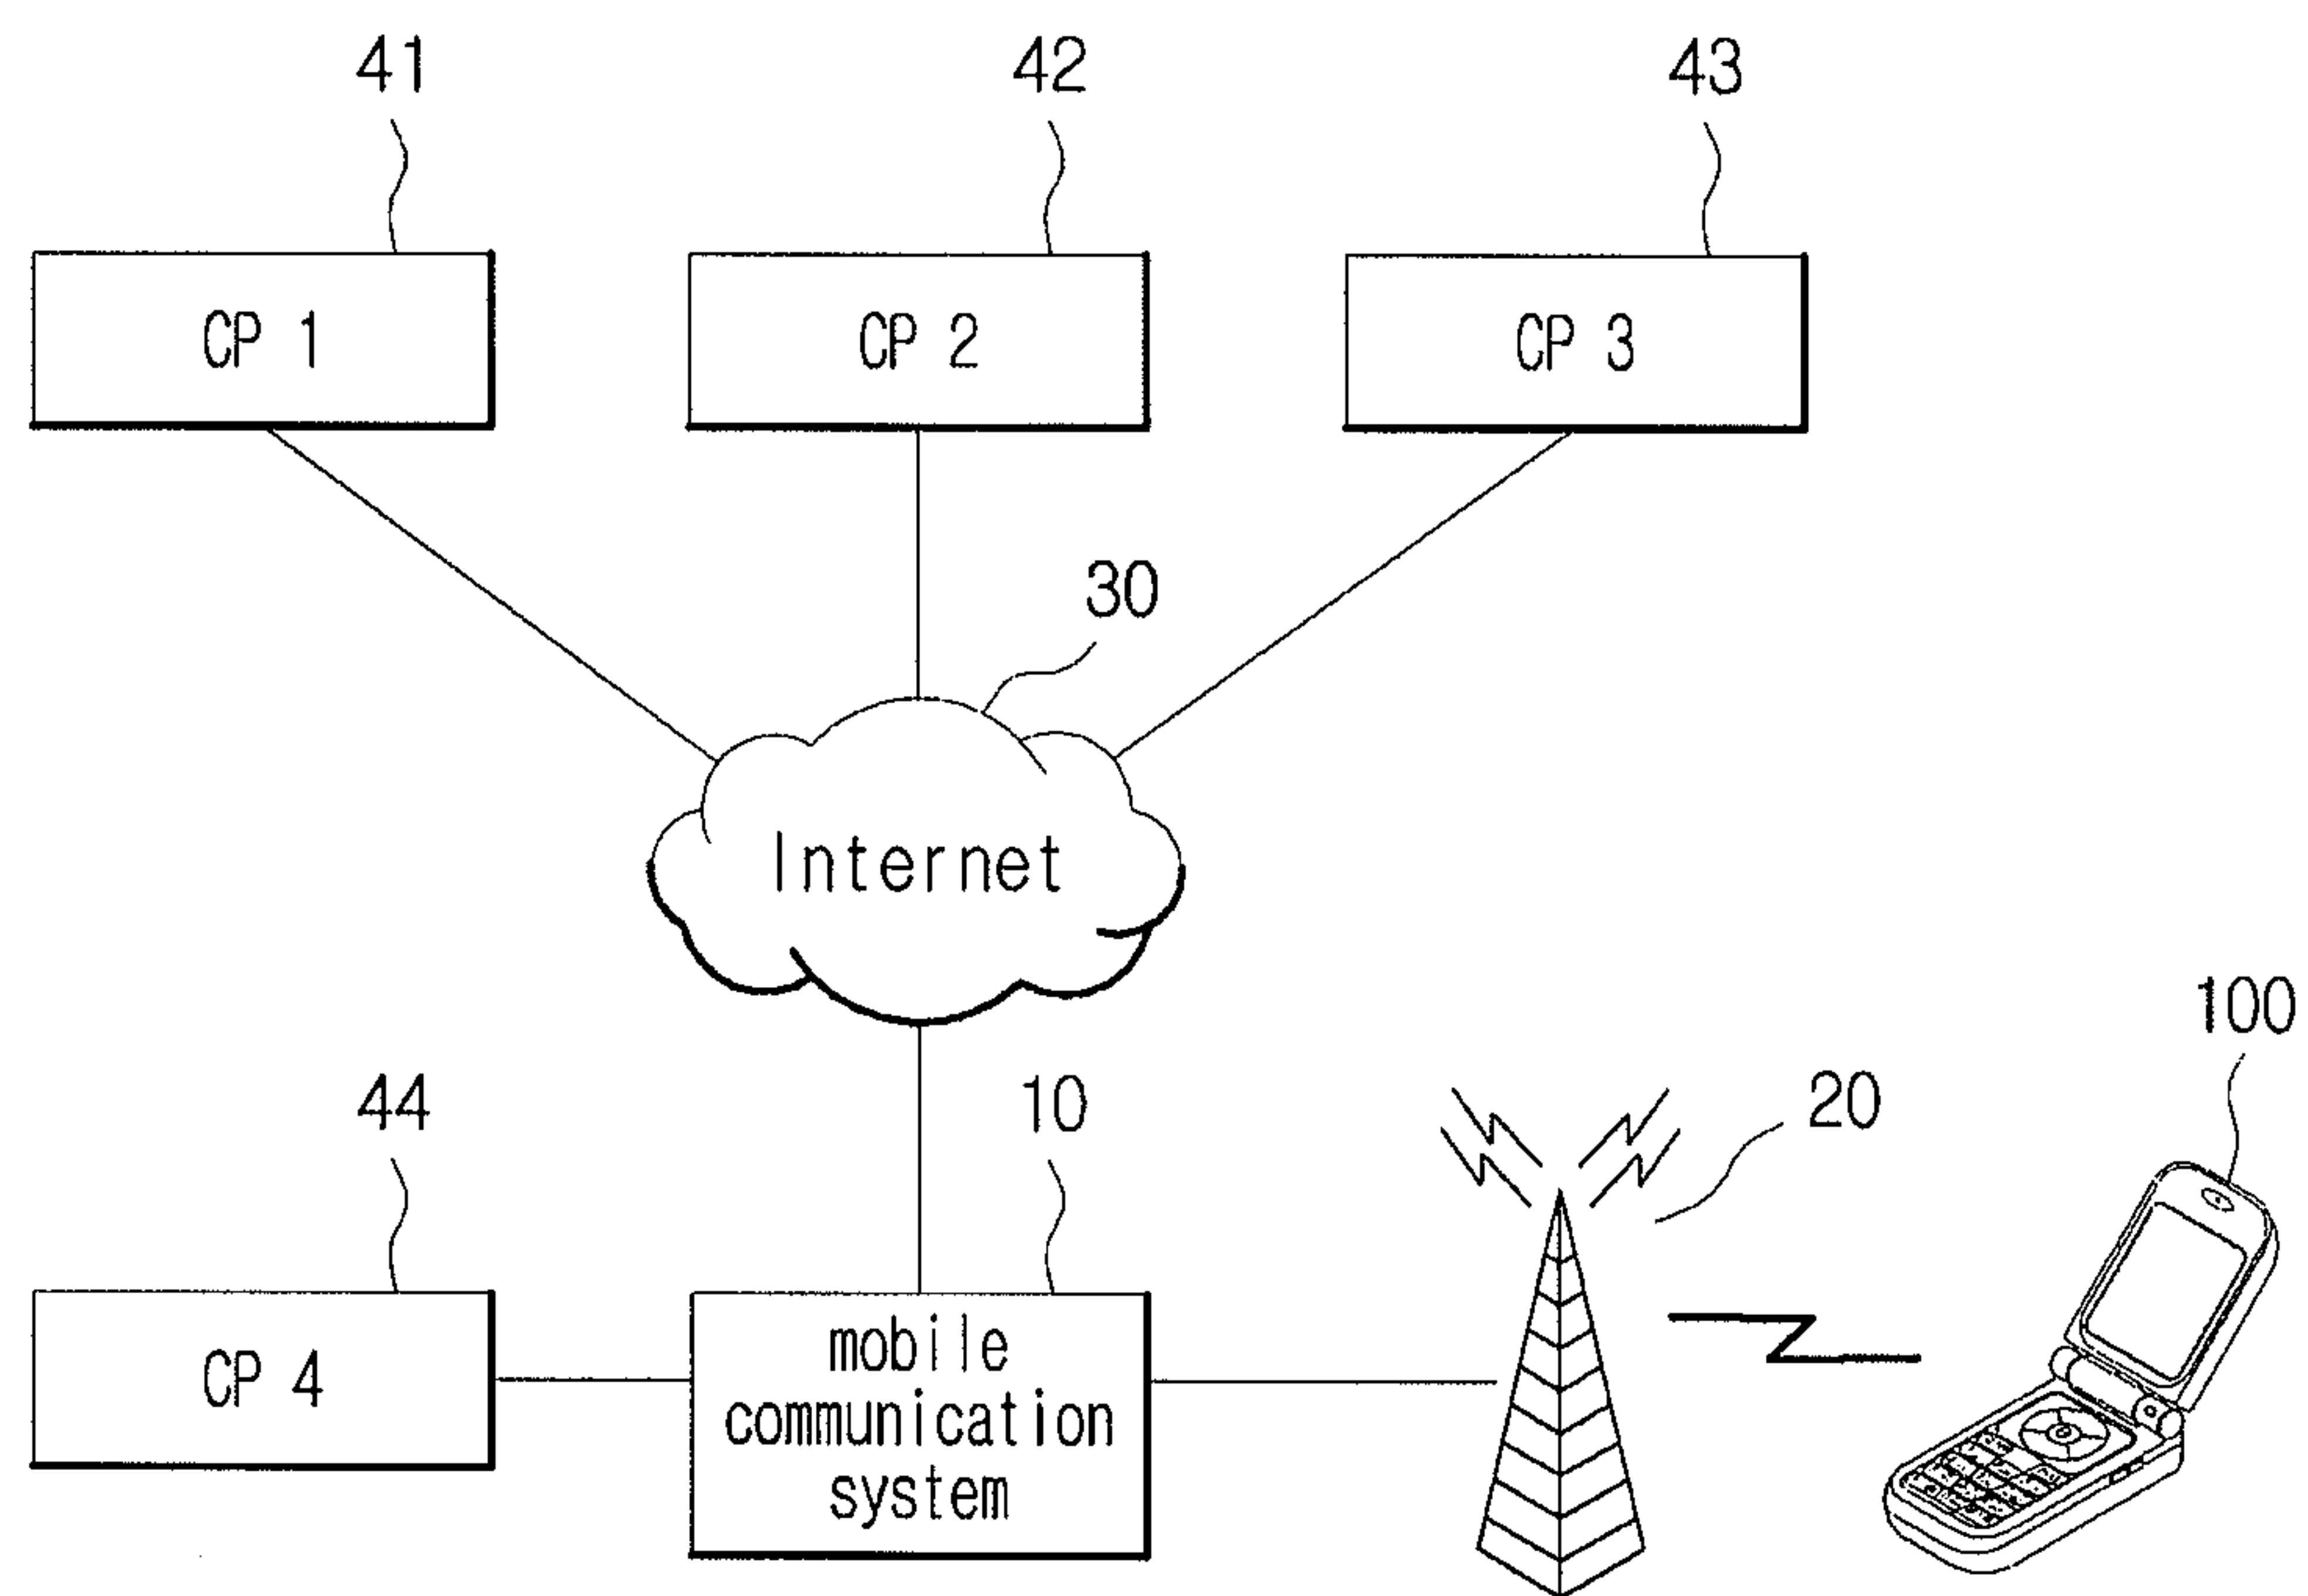 41
42
43
CP 1
CP 2
CP 3
30
Internet
100
44
10
20
CP 4
mobile
communication
system